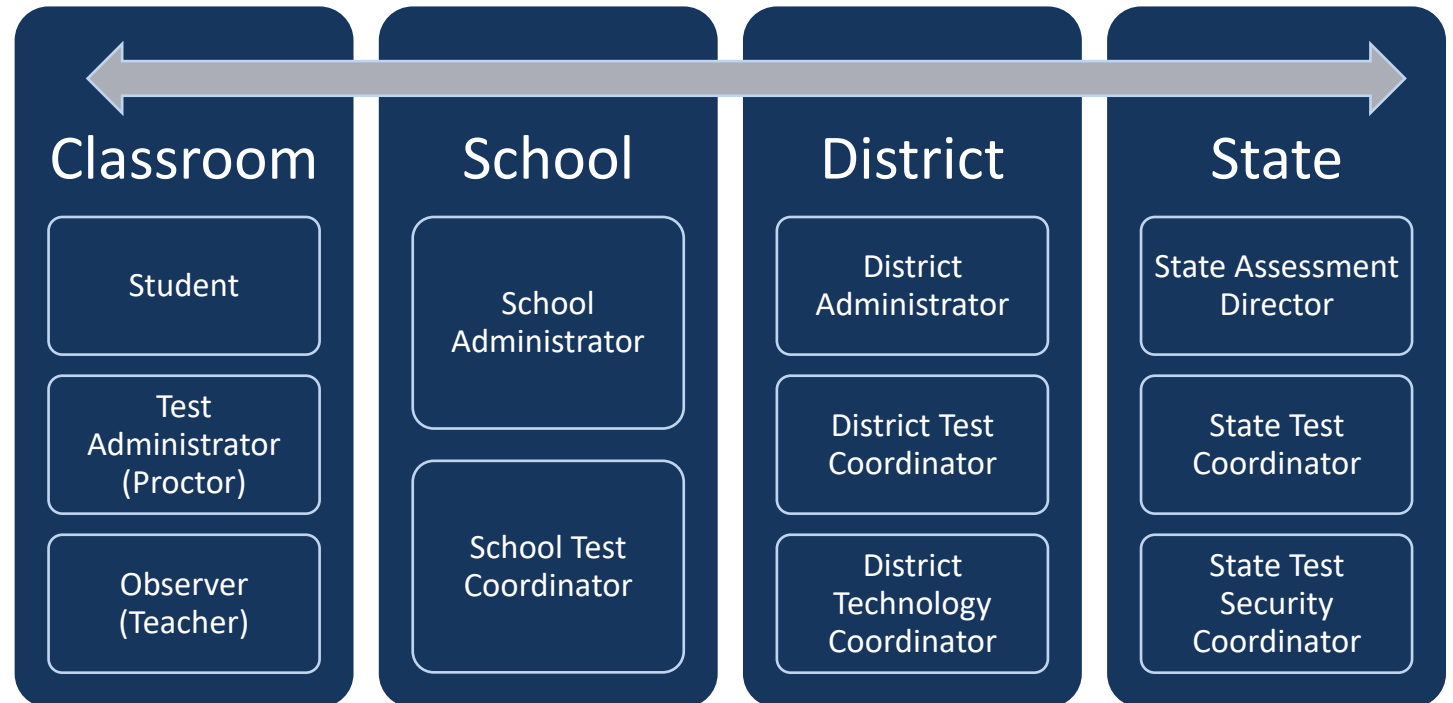 Classroom
Student
Test
Administrator
(Proctor)
Observer
(Teacher)
School
School
Administrator
School Test
Coordinator
District
District
Administrator
District Test
Coordinator
District
Technology
Coordinator
State
State Assessment
Director
State Test
Coordinator
State Test
Security
Coordinator